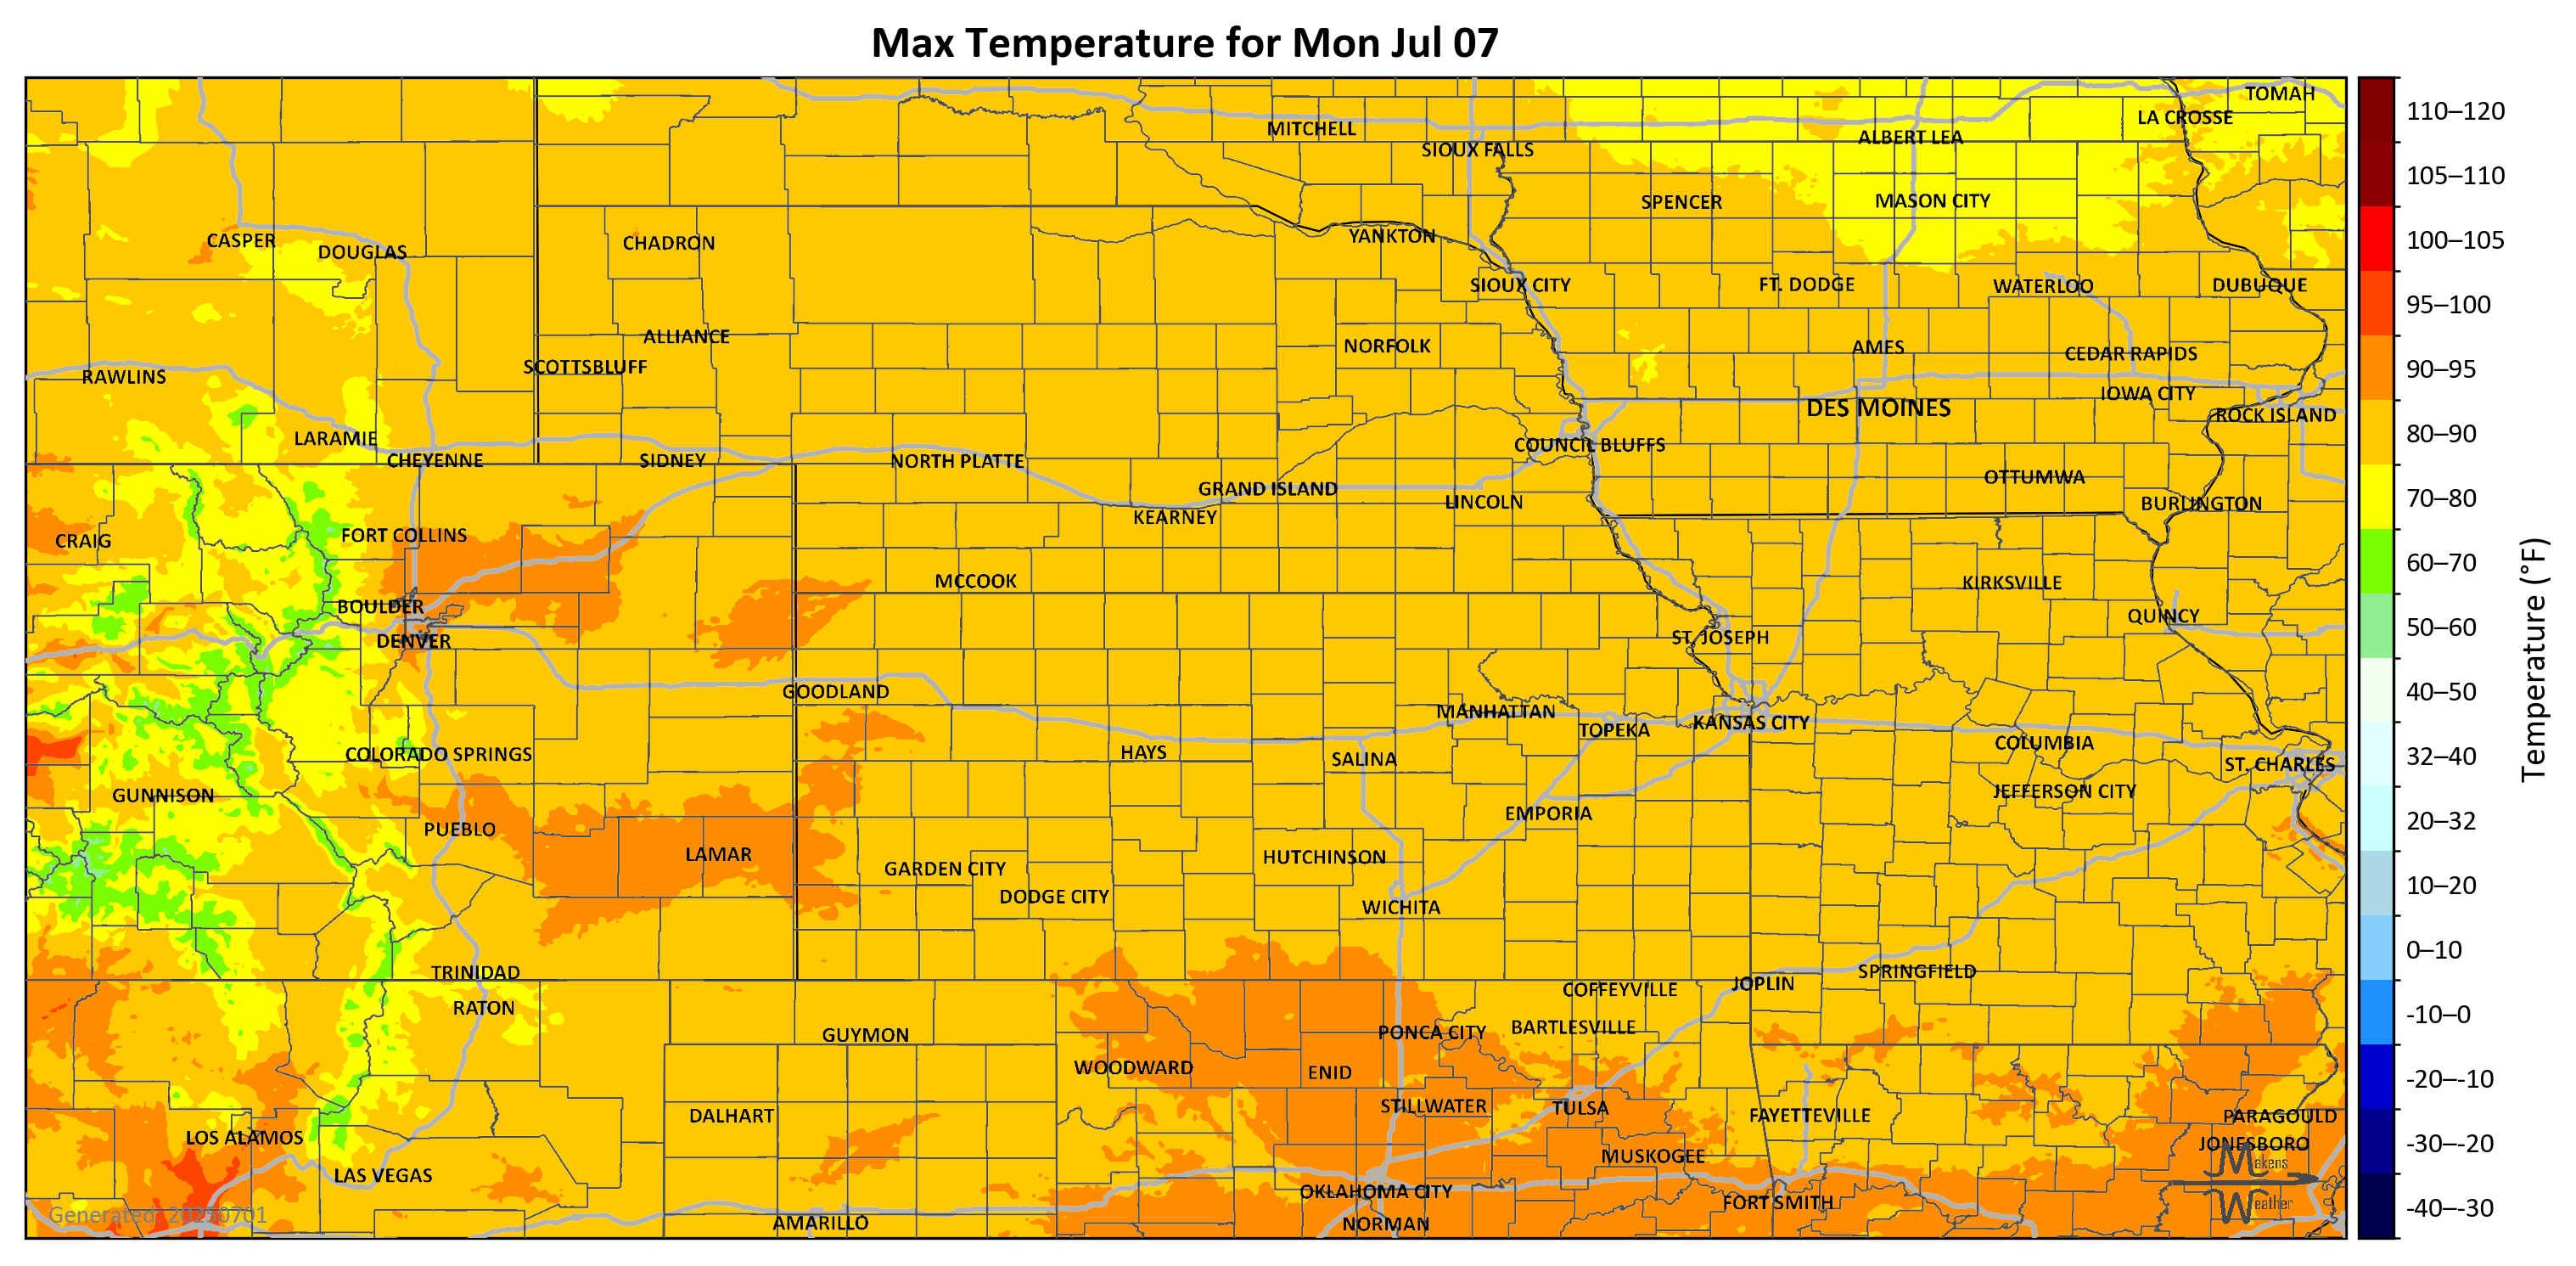 Max Temperature for Mon Jul 07
TOMAH
LA CROSSE
MITCHELL
ALBERT LEA
SIOUX FALLS
SPENCER
MASON CITY
CASPER
DOUGLAS
CHADRON
YANKTON
SIOUX CITY
FT. DODGE
WATERLOO
DUBUQUE
ALLIANCE
NORFOLK
AMES
CEDAR RAPIDS
SCOTTSBLUFF
RAWLINS
IOWA CITY
DES MOINES
ROCK ISLAND
LARAMIE
COUNCIL BLUFFS
CHEYENNE
SIDNEY
NORTH PLATTE
OTTUMWA
GRAND ISLAND
LINCOLN
BURLINGTON
KEARNEY
FORT COLLINS
CRAIG
MCCOOK
KIRKSVILLE
BOULDER
QUINCY
DENVER
ST. JOSEPH
GOODLAND
MANHATTAN
TOPEKA
KANSAS CITY
COLORADO SPRINGS
HAYS
SALINA
COLUMBIA
ST. CHARLES
GUNNISON
JEFFERSON CITY
EMPORIA
PUEBLO
LAMAR
HUTCHINSON
GARDEN CITY
DODGE CITY
WICHITA
TRINIDAD
SPRINGFIELD
JOPLIN
COFFEYVILLE
RATON
GUYMON
PONCA CITY
BARTLESVILLE
WOODWARD
ENID
STILLWATER
TULSA
DALHART
FAYETTEVILLE
PARAGOULD
LOS ALAMOS
JONESBORO
MUSKOGEE
LAS VEGAS
OKLAHOMA CITY
FORT SMITH
AMARILLO
NORMAN
Generated: 20250701
Makens
Weather
110–120
105–110
100–105
95–100
90–95
80–90
70–80
60–70
50–60
40–50
32–40
20–32
10–20
0–10
-10–0
-20–-10
-30–-20
-40–-30
Temperature (°F)